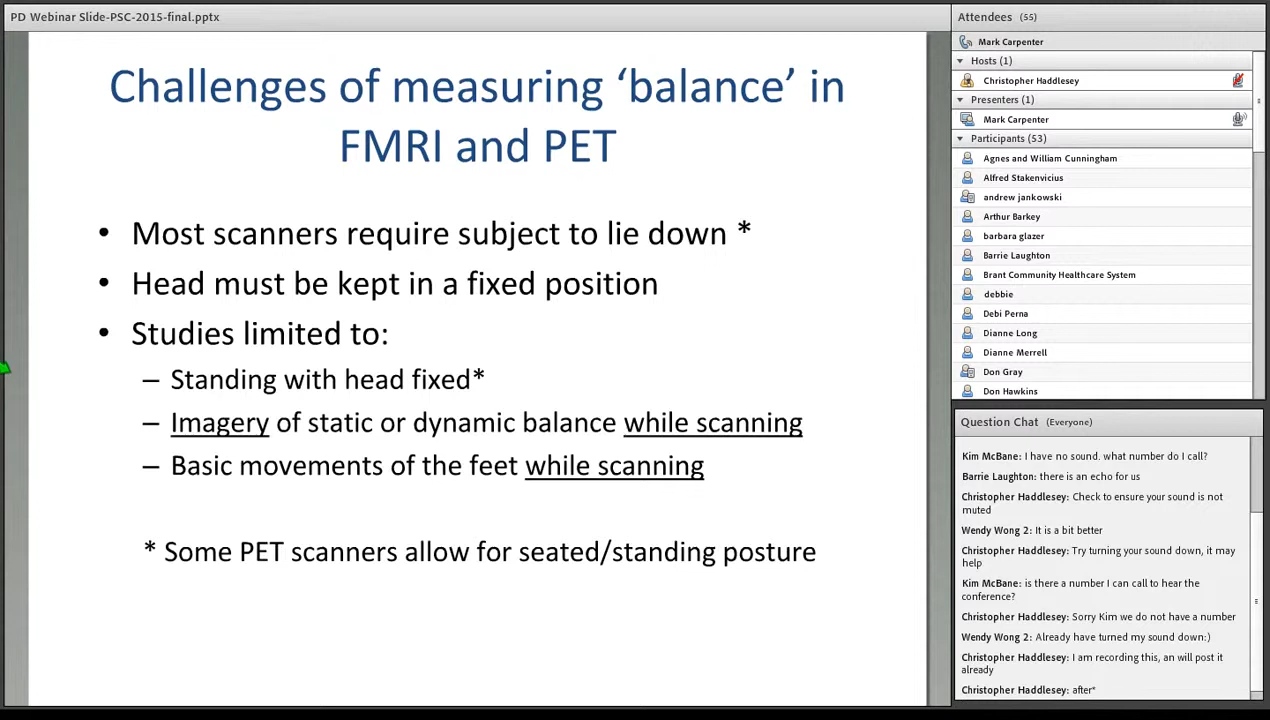 PD Webinar Slide-PSC-2015-final.pptx
Challenges of measuring ‘balance’ in
FMRI and PET
• Most scanners require subject to lie down *
• Head must be kept in a fixed position
• Studies limited to:
– Standing with head fixed*
– Imagery of static or dynamic balance while scanning
– Basic movements of the feet while scanning
* Some PET scanners allow for seated/standing posture
Attendees (55)
Mark Carpenter
Hosts (1)
Christopher Haddlesey
Presenters (1)
Mark Carpenter
Participants (53)
Agnes and William Cunningham
Alfred Stakenvicius
andrew jankowski
Arthur Barkey
barbara glazer
Barrie Laughton
Brant Community Healthcare System
debbie
Debi Perna
Dianne Long
Dianne Merrell
Don Gray
Don Hawkins
Question Chat (Everyone)
Kim McBane: I have no sound. what number do I call?
Barrie Laughton: there is an echo for us
Christopher Haddlesey: Check to ensure your sound is not
muted
Wendy Wong 2: It is a bit better
Christopher Haddlesey: Try turning your sound down, it may
help
Kim McBane: is there a number I can call to hear the
conference?
Christopher Haddlesey: Sorry Kim we do not have a number
Wendy Wong 2: Already have turned my sound down:)
Christopher Haddlesey: I am recording this, an will post it
already
Christopher Haddlesey: after*